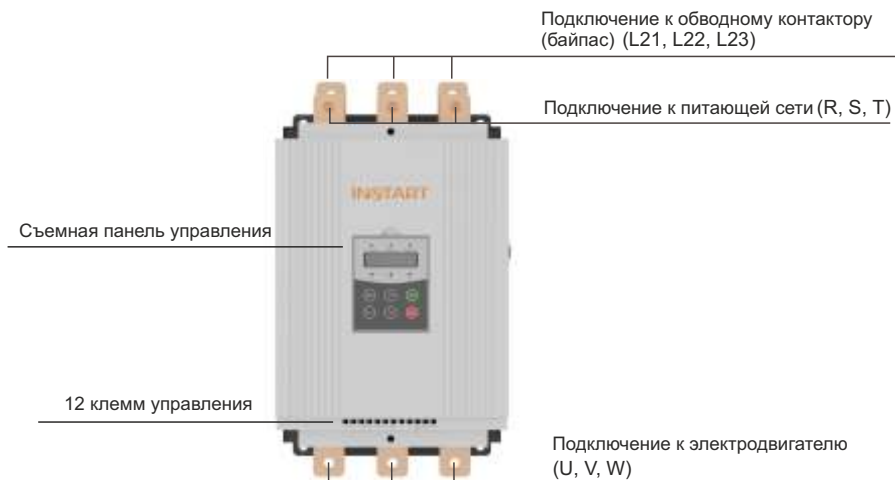 Подключение к обводному контактору
(байпас) (L21, L22, L23)
Подключение к питающей сети (R, S, T)
INSTART
Съемная панель управления
12 клемм управления
Подключение к электродвигателю
(U, V, W)